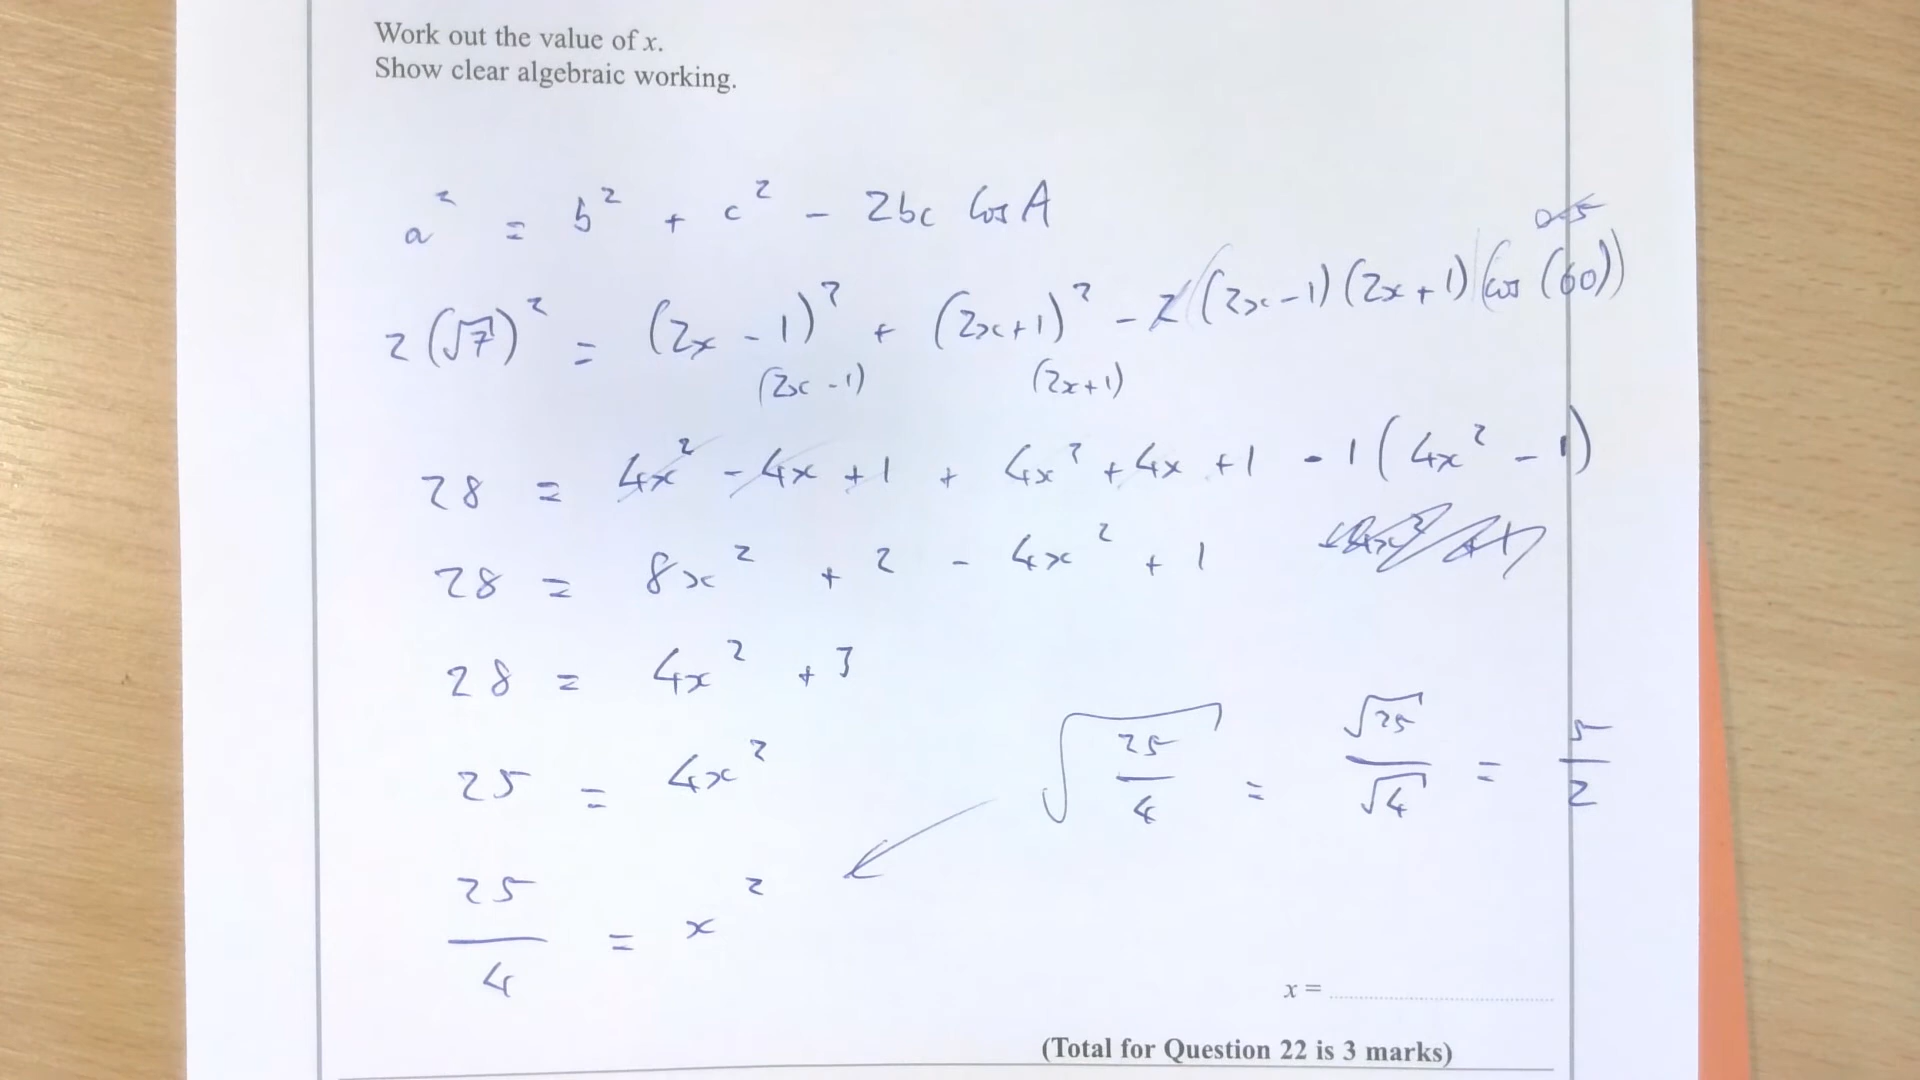 Work out the value of x.
Show clear algebraic working.
a² = b² + c² - 2bc Cos A
0.5
2(√7)² = (2x - 1)² + (2x + 1)² - 2(2x - 1)(2x + 1)(cos(60))
(2x - 1) (2x + 1)
28 = 4x² - 4x + 1 + 4x² + 4x + 1 - 1(4x² - 1)
28 = 8x² + 2 - 4x² + 1
28 = 4x² + 3
25 = 4x²
√(25/4) = √25/√4 = 5/2
25/4 = x²
x =
(Total for Question 22 is 3 marks)